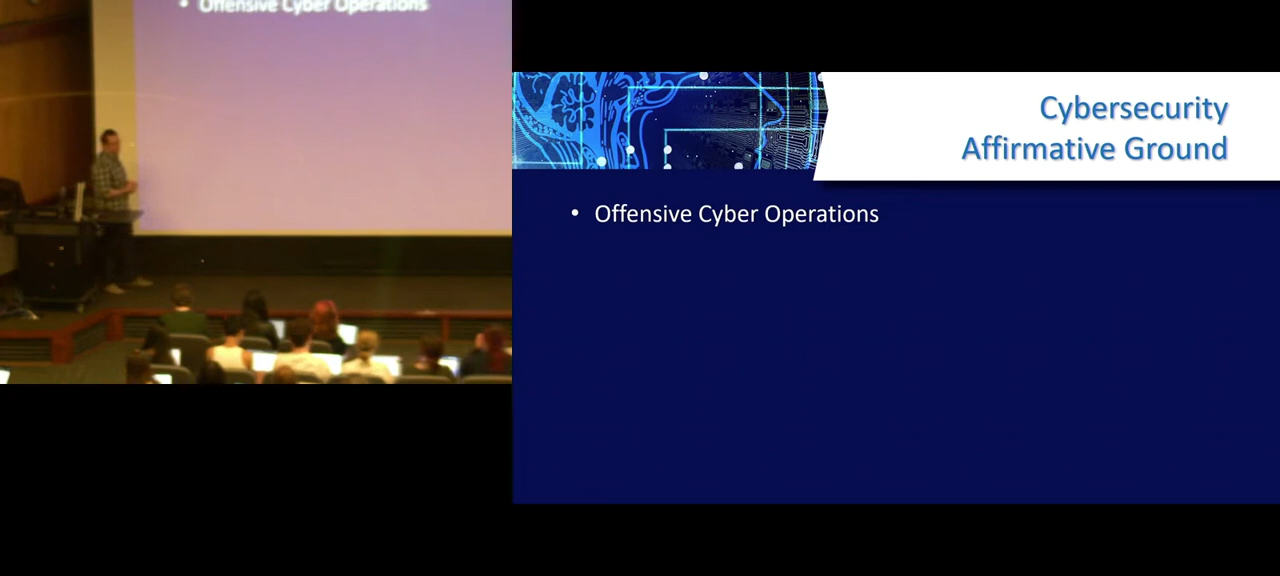 • Offensive Cyber Operations
Cybersecurity
Affirmative Ground
• Offensive Cyber Operations